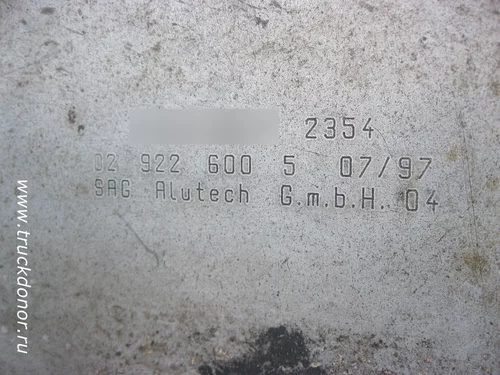 2354
02 922 600 5 07/97
SAG Alutech G.m.b.H. 04
www.truckdonor.ru